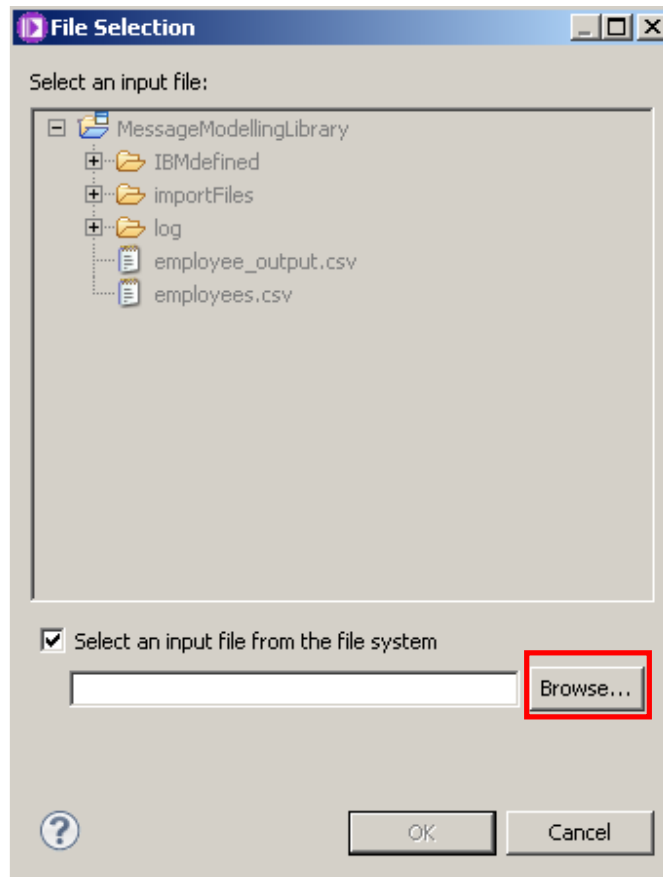 File Selection
Select an input file:
MessageModellingLibrary
IBMdefined
importFiles
log
employee_output.csv
employees.csv
Select an input file from the file system
Browse...
OK
Cancel